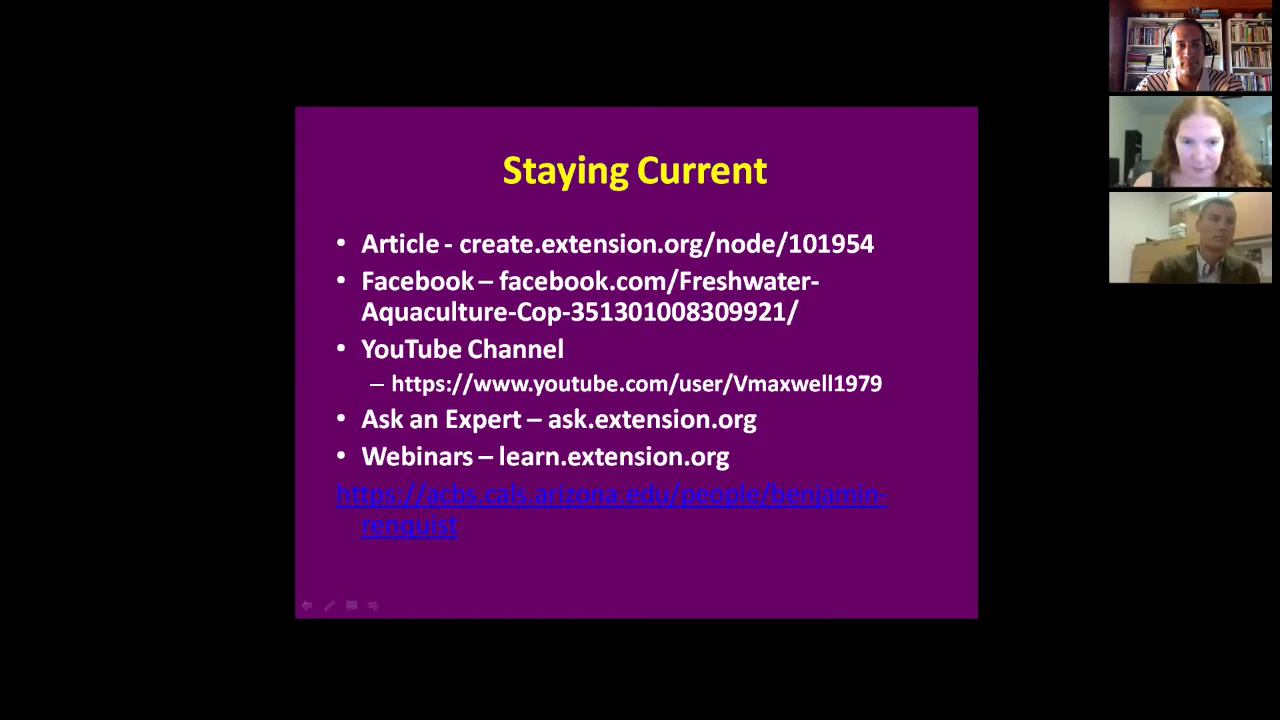 Staying Current
• Article - create.extension.org/node/101954
• Facebook – facebook.com/Freshwater-
Aquaculture-Cop-351301008309921/
• YouTube Channel
– https://www.youtube.com/user/Vmaxwell1979
• Ask an Expert – ask.extension.org
• Webinars – learn.extension.org
https://acbs.cals.arizona.edu/people/benjamin-
renquist